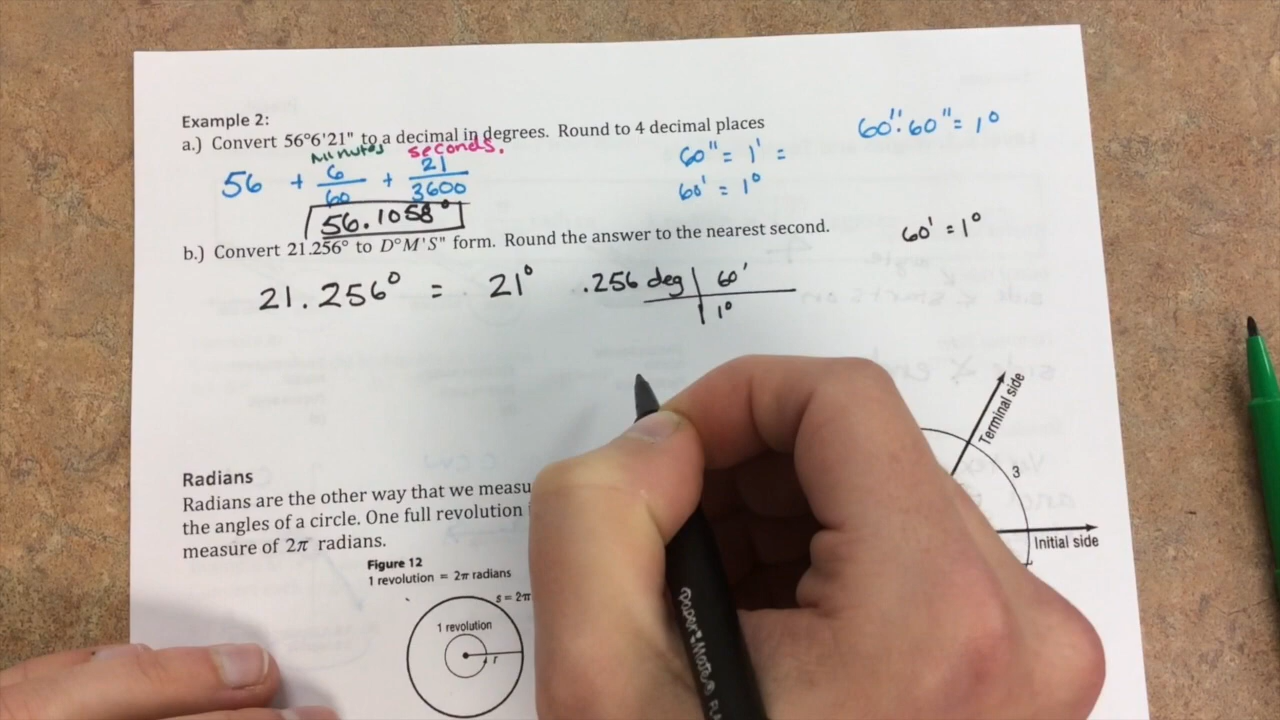 Example 2:
a.) Convert 56°6'21" to a decimal in degrees. Round to 4 decimal places
60"·60" = 1°
minutes seconds.
56 + 6/60 + 21/3600
60" = 1' =
60' = 1°
56.1058°
b.) Convert 21.256° to D°M'S" form. Round the answer to the nearest second.
60' = 1°
21.256° = 21° .256 deg | 60'
1°
Terminal side
3
Initial side
Radians
Radians are the other way that we measu
the angles of a circle. One full revolution
measure of 2π radians.
Figure 12
1 revolution = 2π radians
s = 2π
1 revolution
r
PAPER:MATE FL